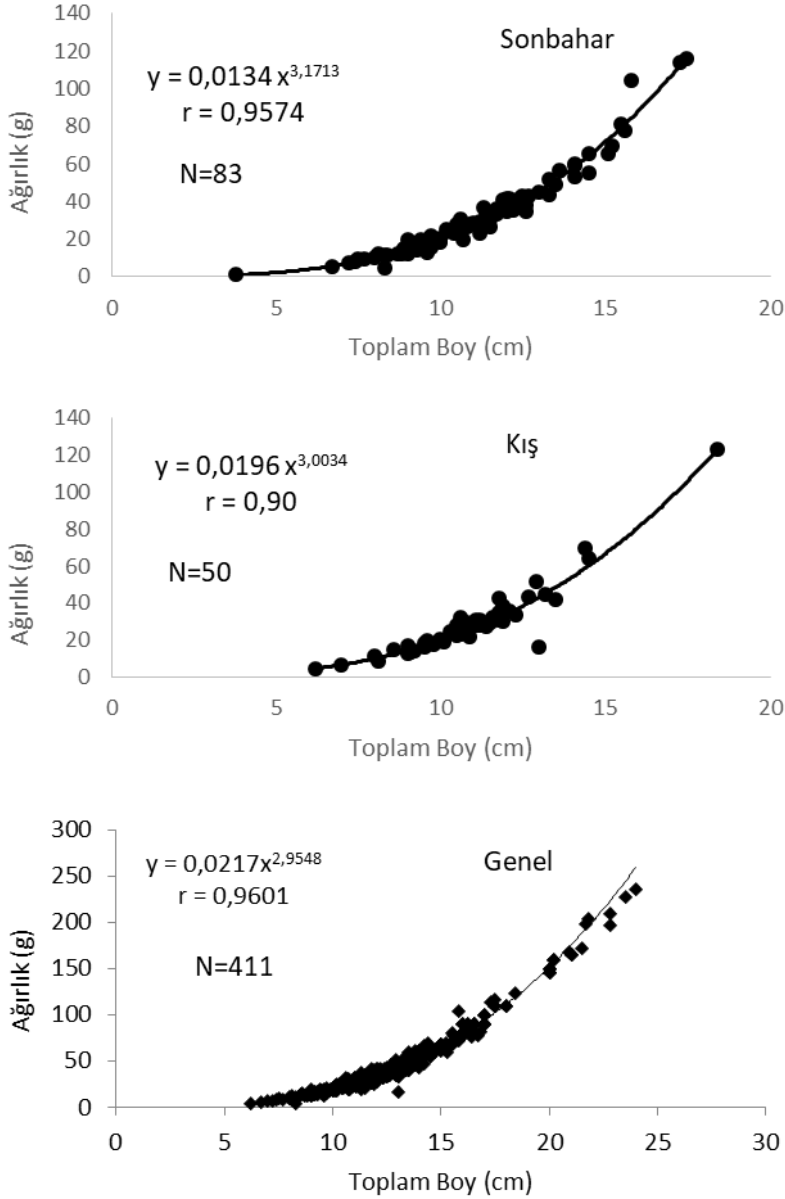 Sonbahar
y = 0,0134 x^3,1713
r = 0,9574
N=83
Ağırlık (g)
140
120
100
80
60
40
20
0
0 5 10 15 20
Toplam Boy (cm)
Kış
y = 0,0196 x^3,0034
r = 0,90
N=50
Ağırlık (g)
140
120
100
80
60
40
20
0
0 5 10 15 20
Toplam Boy (cm)
Genel
y = 0,0217x^2,9548
r = 0,9601
N=411
Ağırlık (g)
300
250
200
150
100
50
0
0 5 10 15 20 25 30
Toplam Boy (cm)